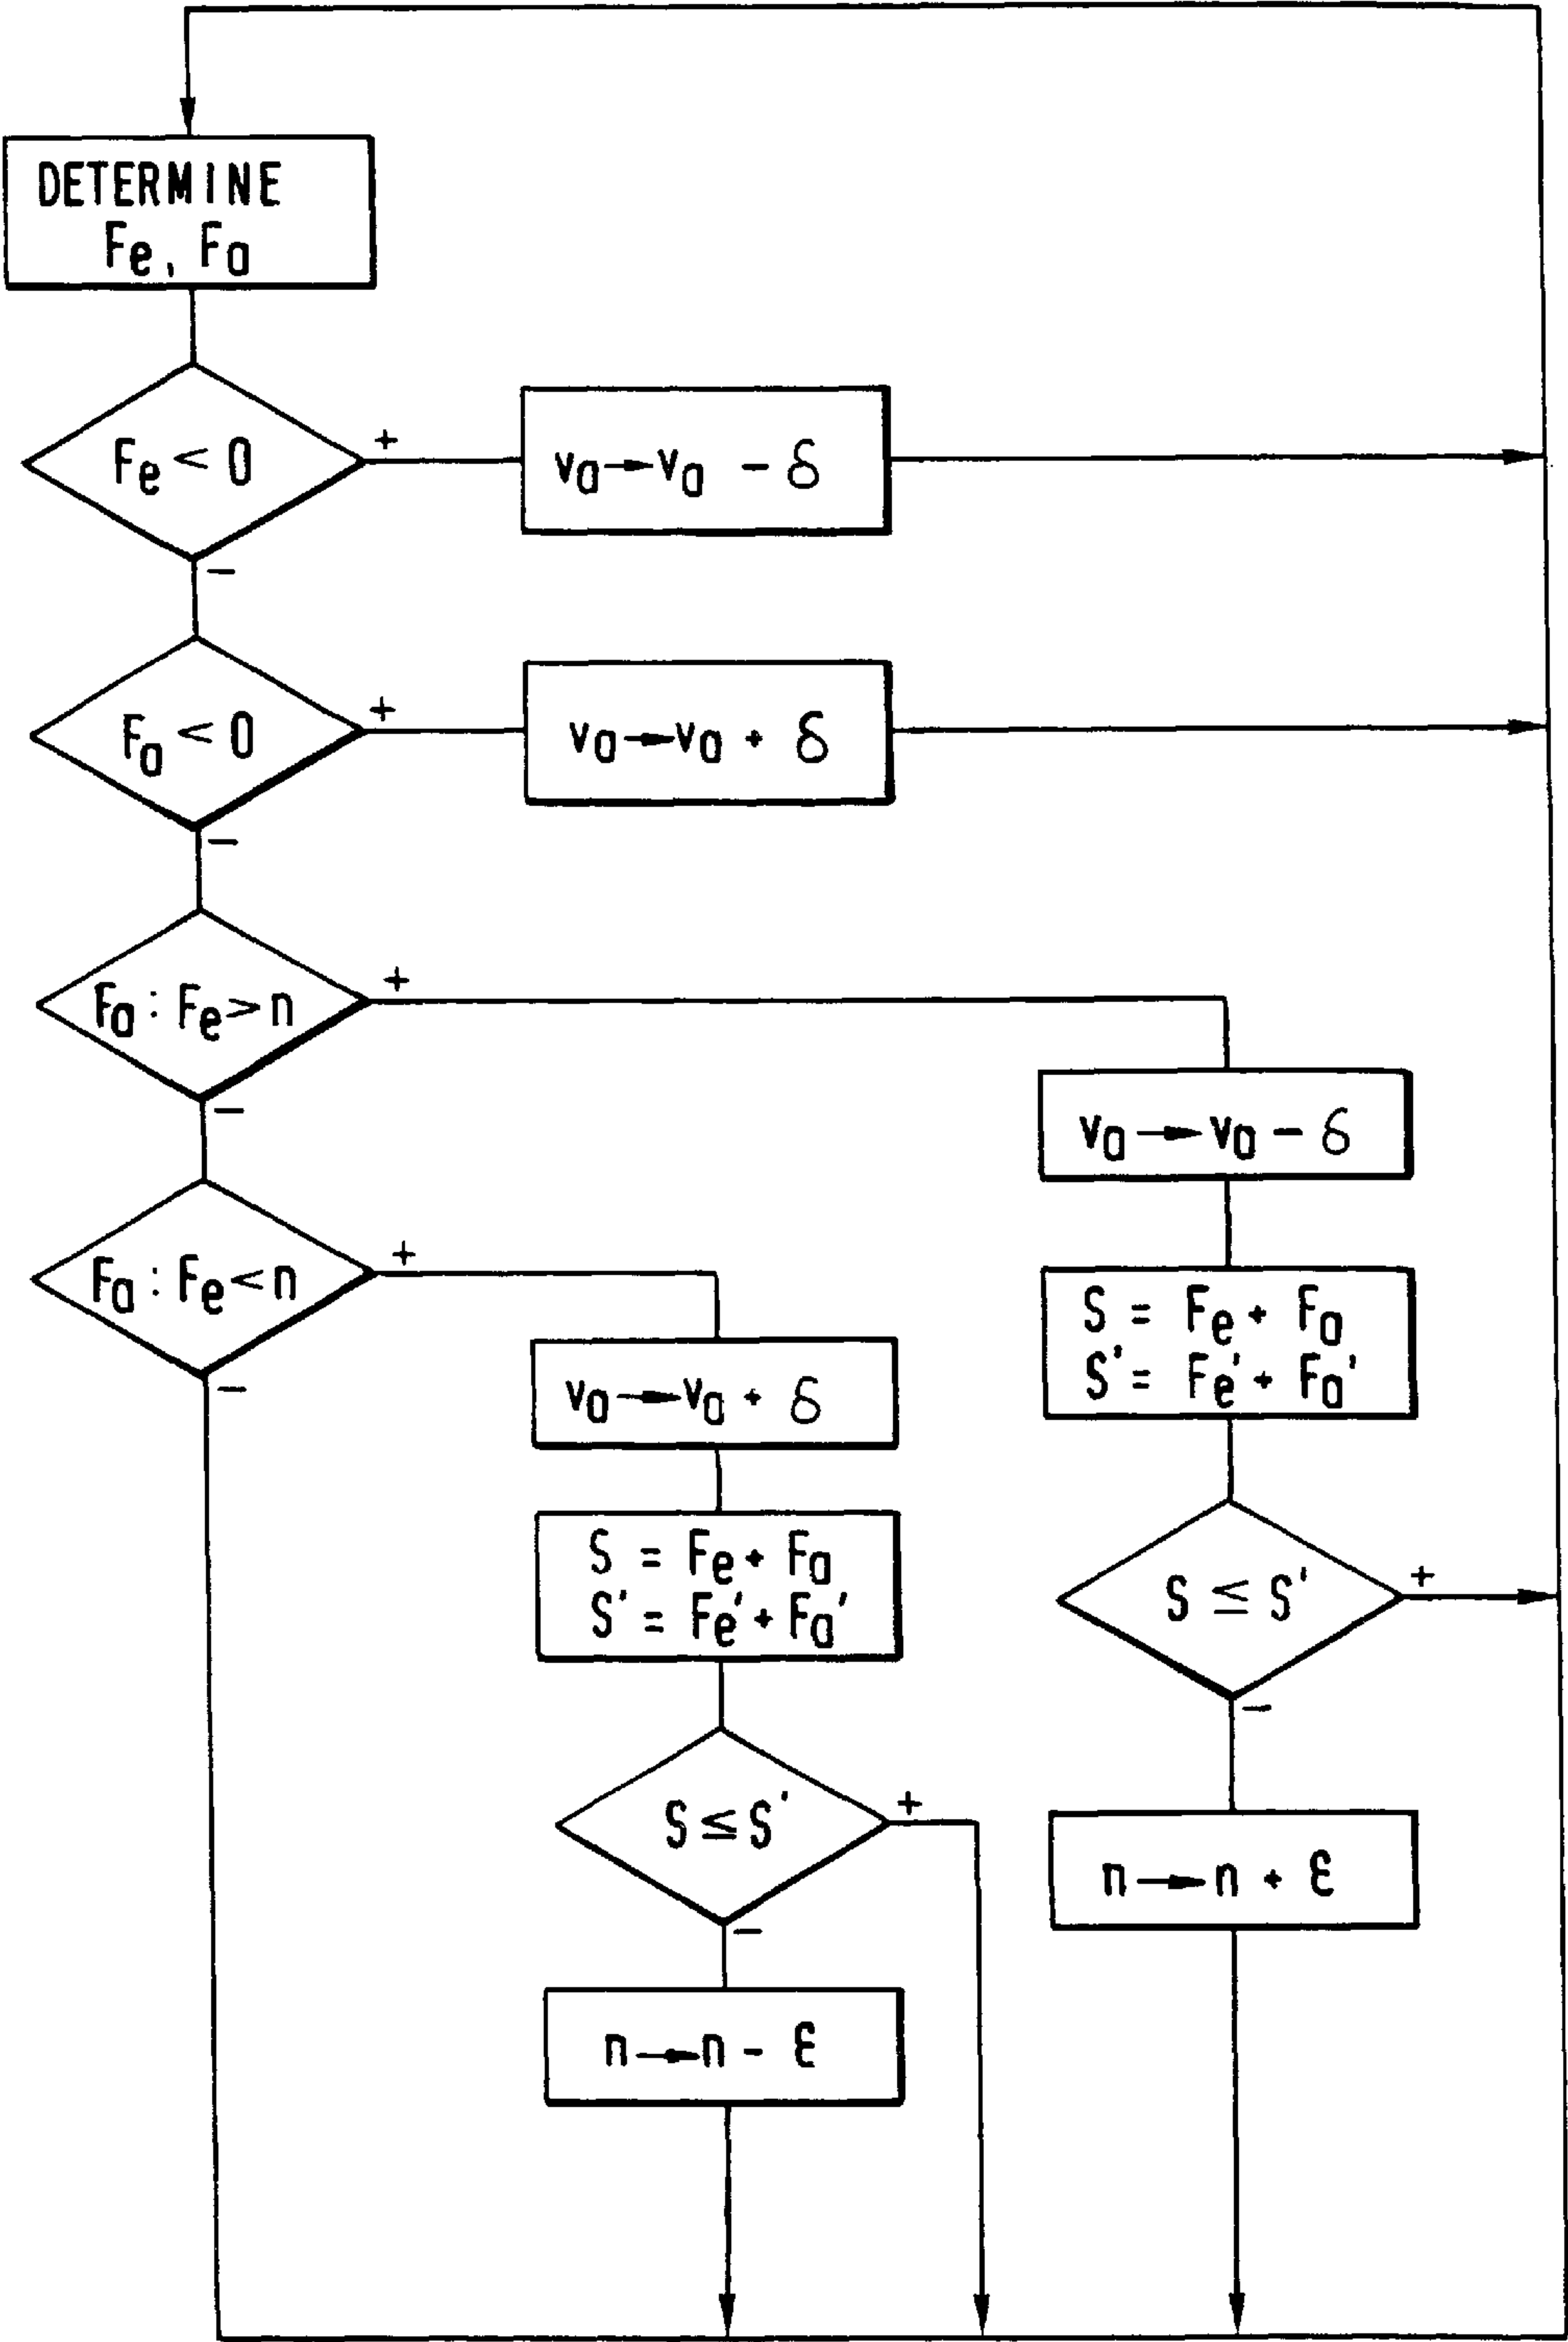 DETERMINE
Fe, Fa
Fe < 0
+
va → va - δ
-
Fa < 0
+
va → va + δ
-
Fa : Fe > n
+
-
va → va - δ
Fa : Fe < n
+
-
S = Fe + Fa
S' = Fe' + Fa'
va → va + δ
S = Fe + Fa
S' = Fe' + Fa'
S ≤ S'
+
-
S ≤ S'
+
-
n → n + ε
n → n - ε